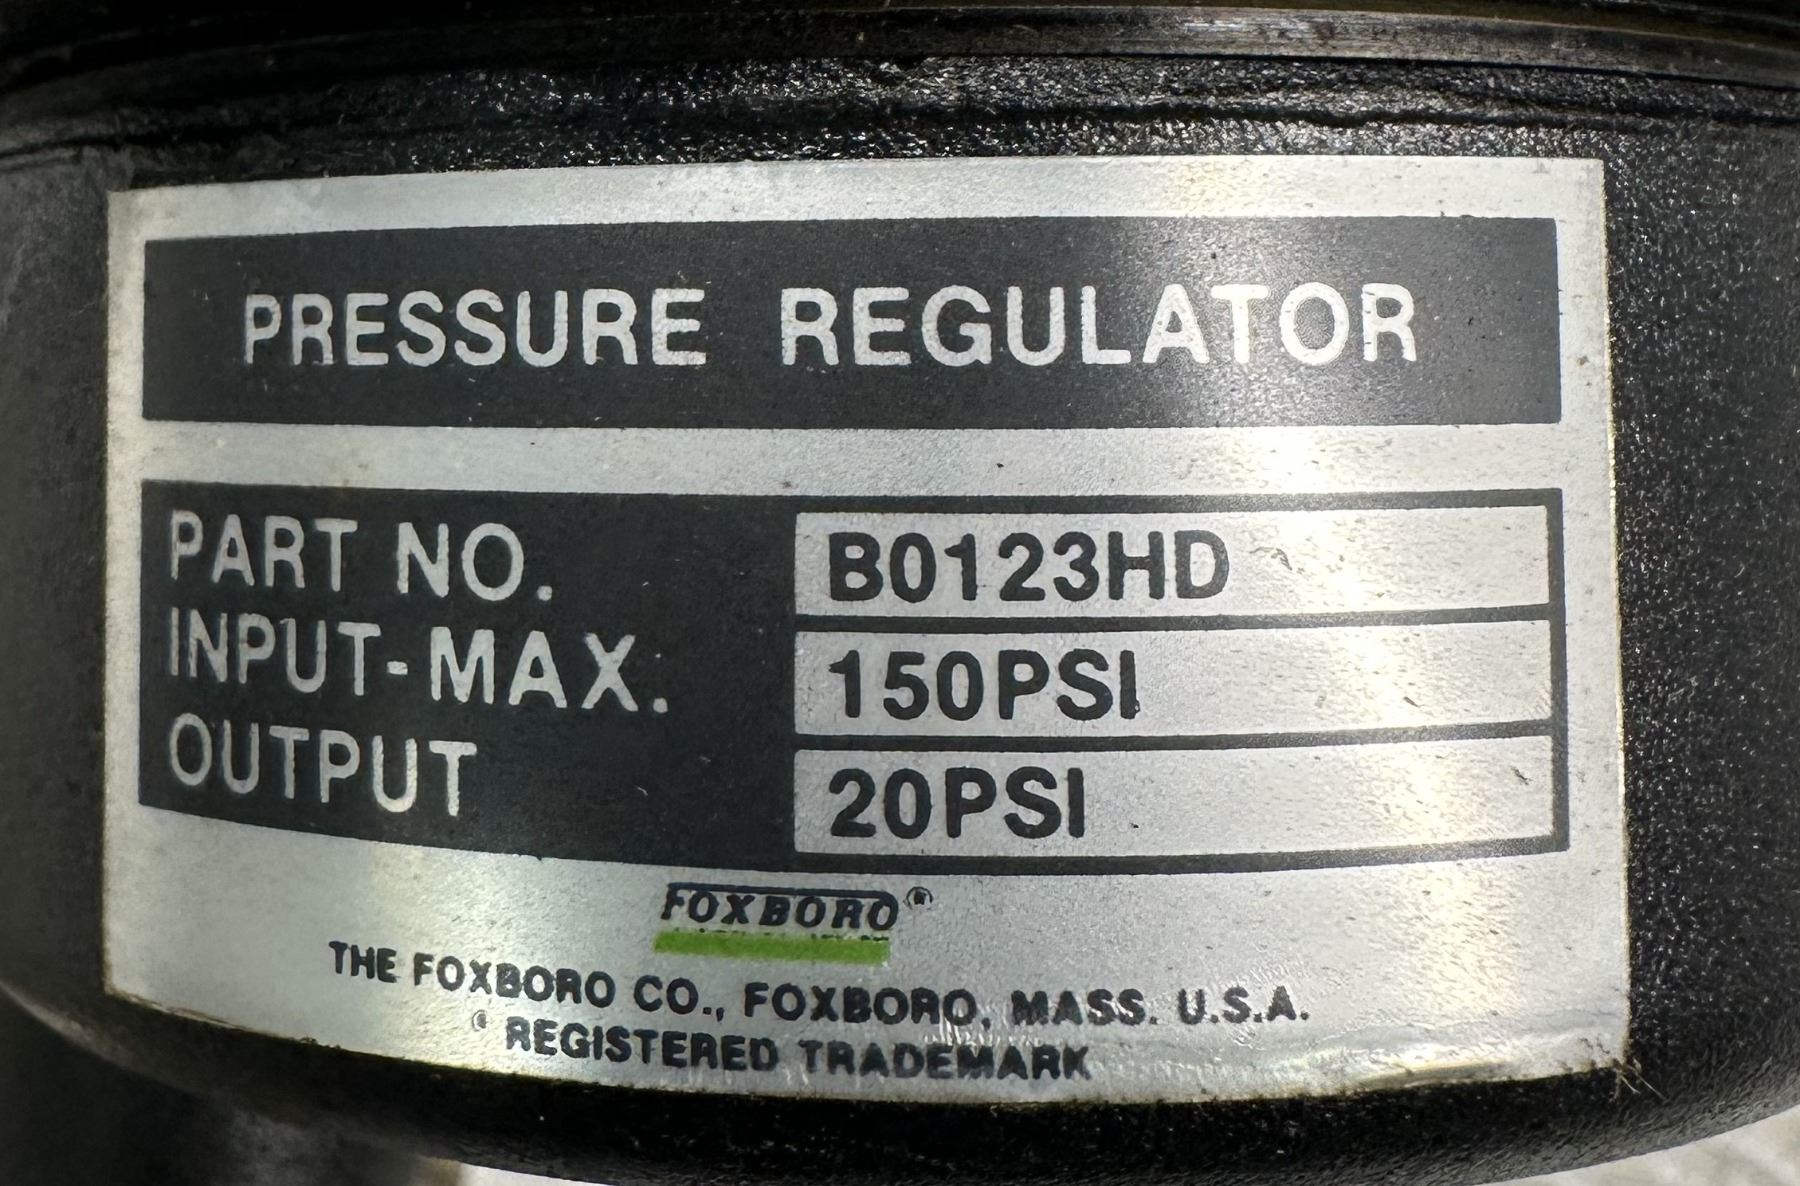 PRESSURE REGULATOR
PART NO. B0123HD
INPUT-MAX. 150PSI
OUTPUT 20PSI
FOXBORO®
THE FOXBORO CO., FOXBORO, MASS. U.S.A.
® REGISTERED TRADEMARK